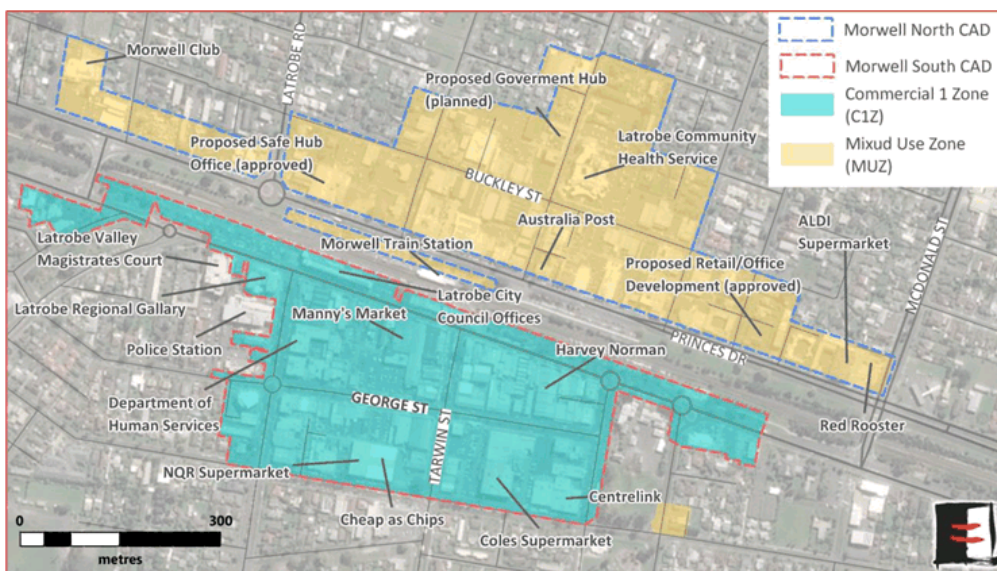 Morwell Club
LATROBE RD
Proposed Goverment Hub
(planned)
Morwell North CAD
Morwell South CAD
Commercial 1 Zone
(C1Z)
Mixud Use Zone
(MUZ)
Proposed Safe Hub
Office (approved)
Latrobe Community
Health Service
BUCKLEY ST
Australia Post
ALDI
Supermarket
MCDONALD ST
Latrobe Valley
Magistrates Court
Morwell Train Station
Proposed Retail/Office
Development (approved)
Latrobe Regional Gallary
Latrobe City
Council Offices
Manny's Market
PRINCES DR
Police Station
Harvey Norman
Department of
Human Services
GEORGE ST
TARWIN ST
Red Rooster
NQR Supermarket
Cheap as Chips
Centrelink
Coles Supermarket
0 300
metres